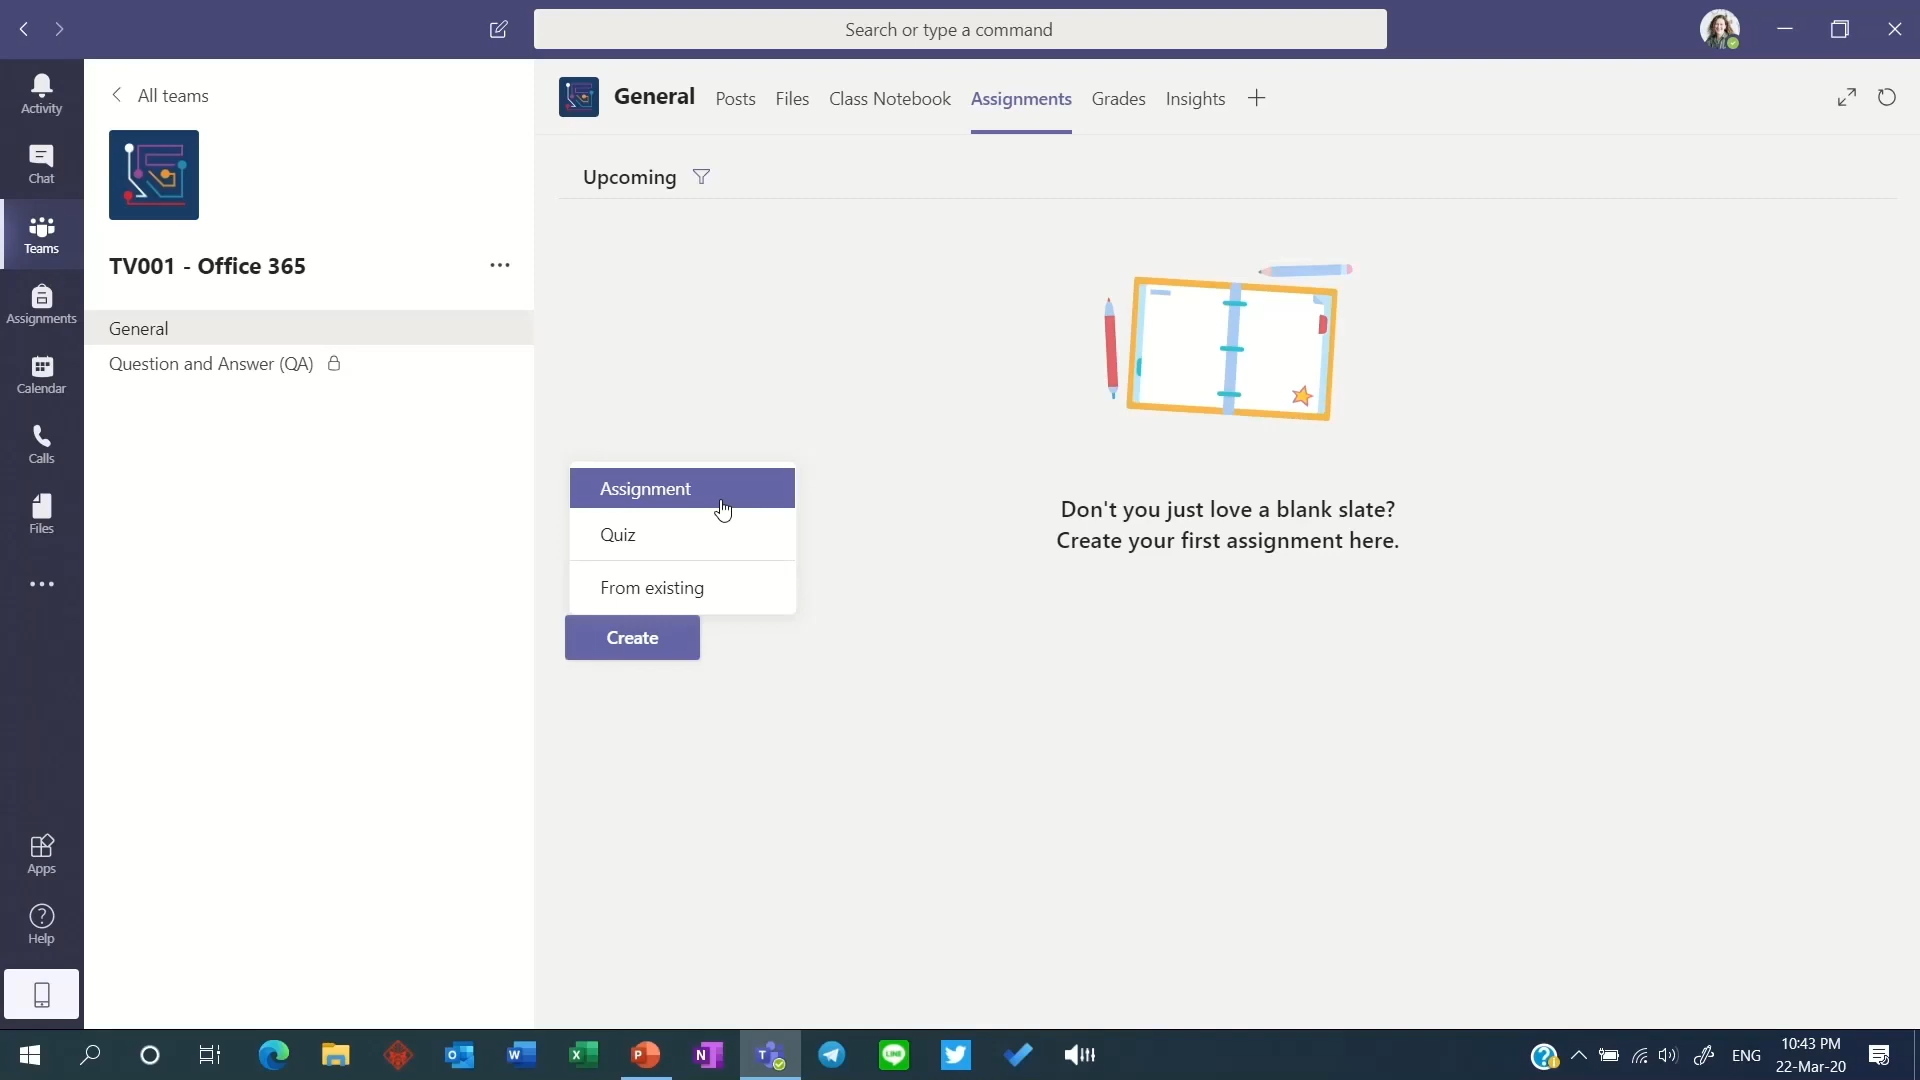 Search or type a command
Activity
Chat
Teams
Assignments
Calendar
Calls
Files
Apps
Help
All teams
TV001 - Office 365
General
Question and Answer (QA)
General Posts Files Class Notebook Assignments Grades Insights
Upcoming
Assignment
Quiz
From existing
Create
Don't you just love a blank slate?
Create your first assignment here.
ENG
10:43 PM
22-Mar-20